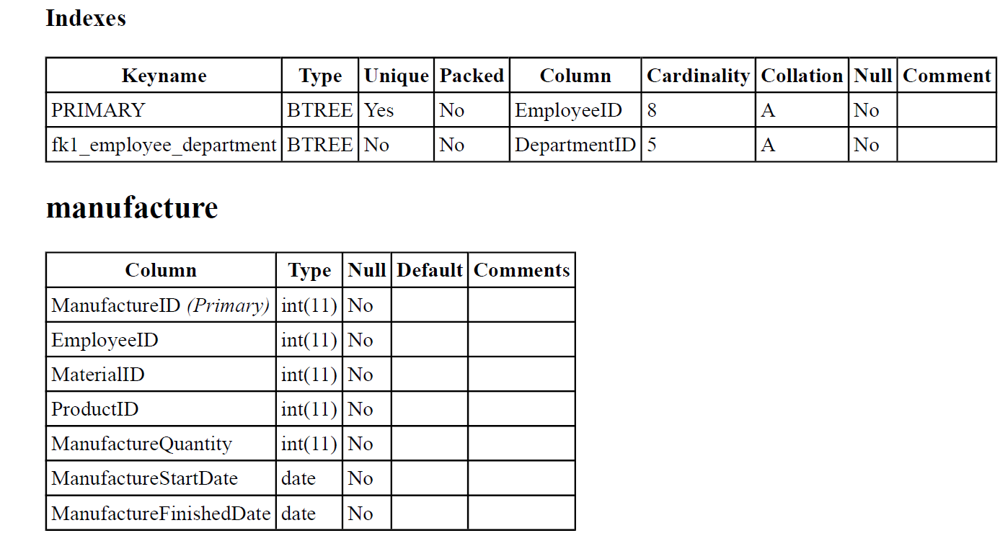 Indexes
Keyname Type Unique Packed Column Cardinality Collation Null Comment
PRIMARY BTREE Yes No EmployeeID 8 A No
fk1_employee_department BTREE No No DepartmentID 5 A No
manufacture
Column Type Null Default Comments
ManufactureID (Primary) int(11) No
EmployeeID int(11) No
MaterialID int(11) No
ProductID int(11) No
ManufactureQuantity int(11) No
ManufactureStartDate date No
ManufactureFinishedDate date No